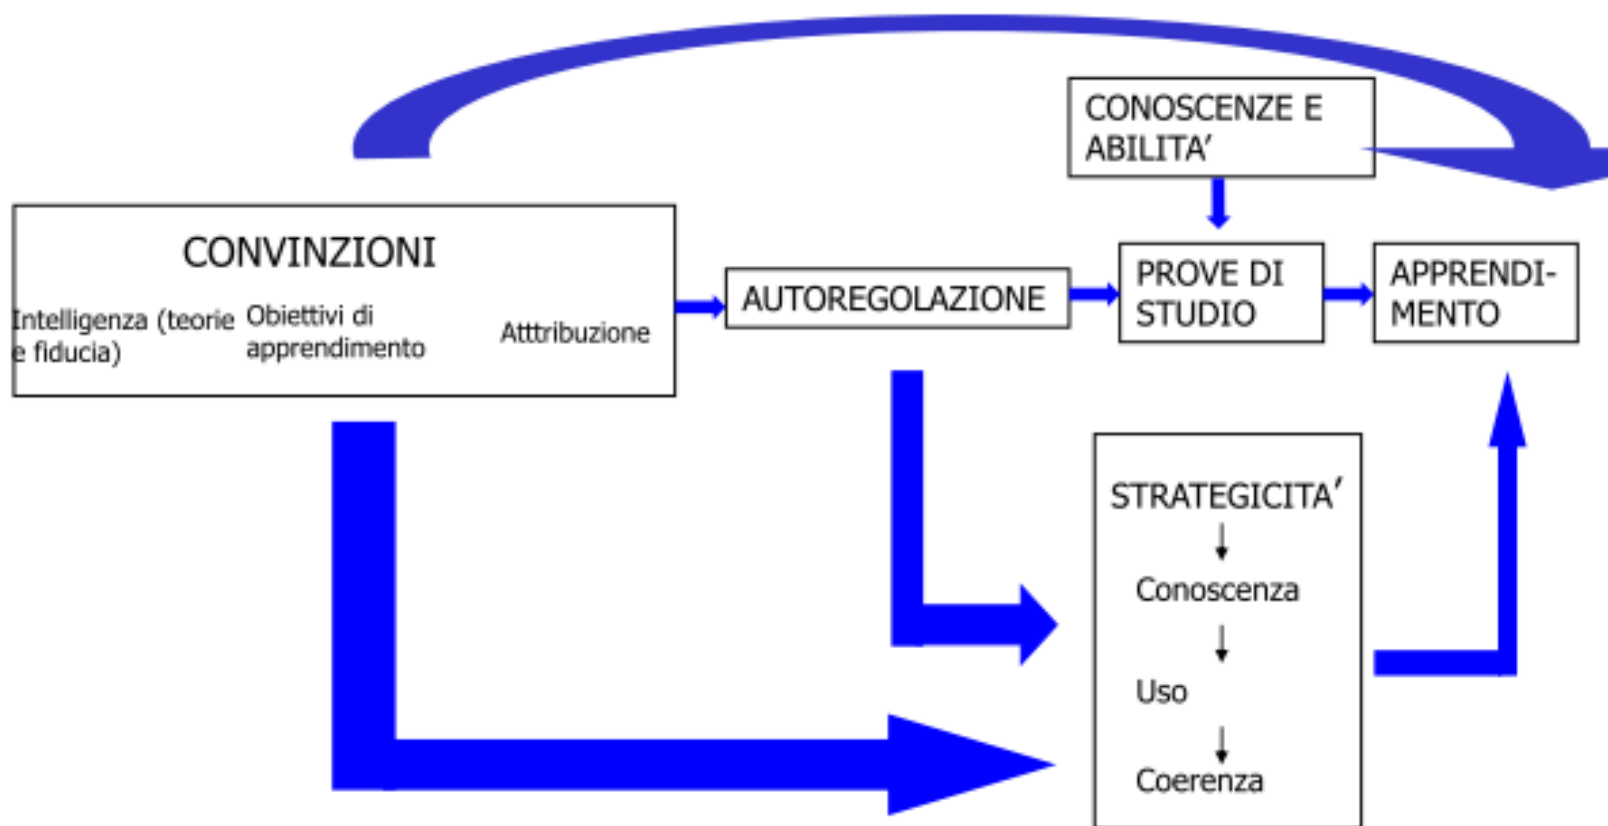 CONOSCENZE E
ABILITA’
CONVINZIONI
Intelligenza (teorie
e fiducia)
Obiettivi di
apprendimento
Atttribuzione
AUTOREGOLAZIONE
PROVE DI
STUDIO
APPRENDI-
MENTO
STRATEGICITA’
Conoscenza
Uso
Coerenza